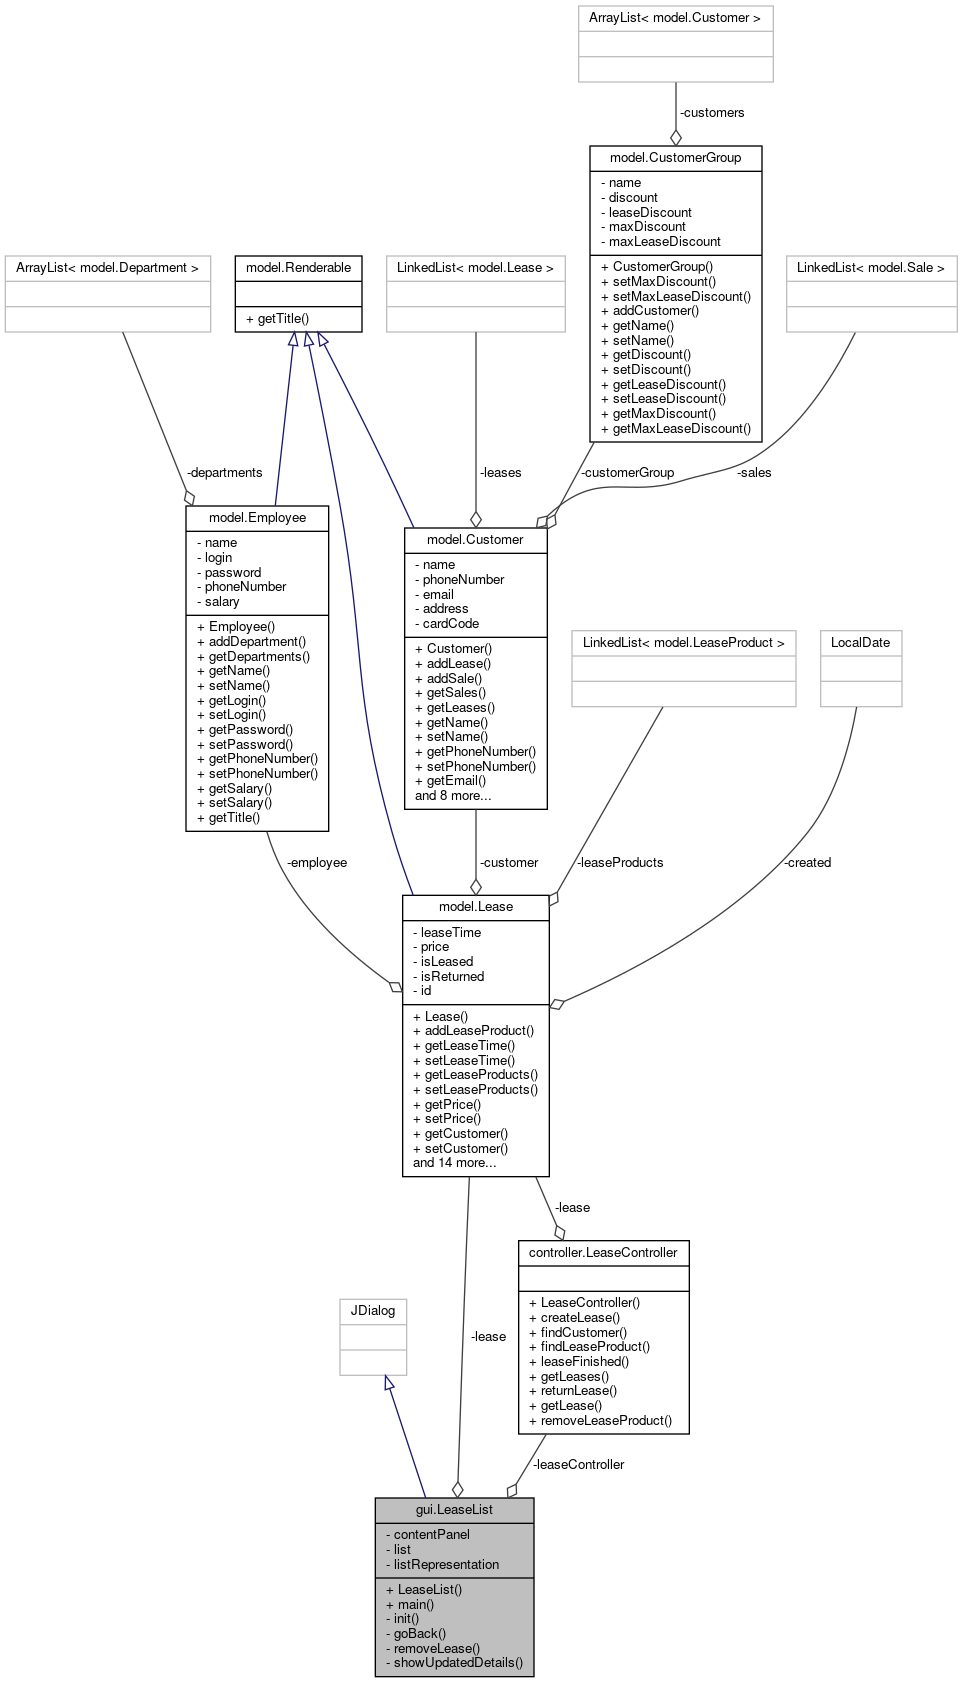 ArrayList< model.Customer >
-customers
model.CustomerGroup
- name
- discount
- leaseDiscount
- maxDiscount
- maxLeaseDiscount
+ CustomerGroup()
+ setMaxDiscount()
+ setMaxLeaseDiscount()
+ addCustomer()
+ getName()
+ setName()
+ getDiscount()
+ setDiscount()
+ getLeaseDiscount()
+ setLeaseDiscount()
+ getMaxDiscount()
+ getMaxLeaseDiscount()
ArrayList< model.Department >
model.Renderable
+ getTitle()
LinkedList< model.Lease >
LinkedList< model.Sale >
-departments
-leases
-customerGroup
-sales
model.Employee
- name
- login
- password
- phoneNumber
- salary
+ Employee()
+ addDepartment()
+ getDepartments()
+ getName()
+ setName()
+ getLogin()
+ setLogin()
+ getPassword()
+ setPassword()
+ getPhoneNumber()
+ setPhoneNumber()
+ getSalary()
+ setSalary()
+ getTitle()
model.Customer
- name
- phoneNumber
- email
- address
- cardCode
+ Customer()
+ addLease()
+ addSale()
+ getSales()
+ getLeases()
+ getName()
+ setName()
+ getPhoneNumber()
+ setPhoneNumber()
+ getEmail()
and 8 more...
LinkedList< model.LeaseProduct >
LocalDate
-employee
-customer
-leaseProducts
-created
model.Lease
- leaseTime
- price
- isLeased
- isReturned
- id
+ Lease()
+ addLeaseProduct()
+ getLeaseTime()
+ setLeaseTime()
+ getLeaseProducts()
+ setLeaseProducts()
+ getPrice()
+ setPrice()
+ getCustomer()
+ setCustomer()
and 14 more...
-lease
controller.LeaseController
+ LeaseController()
+ createLease()
+ findCustomer()
+ findLeaseProduct()
+ leaseFinished()
+ getLeases()
+ returnLease()
+ getLease()
+ removeLeaseProduct()
JDialog
-lease
-leaseController
gui.LeaseList
- contentPanel
- list
- listRepresentation
+ LeaseList()
+ main()
- init()
- goBack()
- removeLease()
- showUpdatedDetails()